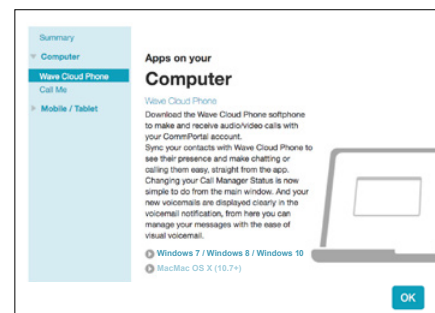 Summary
Computer
Wave Cloud Phone
Call Me
Mobile / Tablet
Apps on your
Computer
Wave Cloud Phone
Download the Wave Cloud Phone softphone
to make and receive audio/video calls with
your CommPortal account.
Sync your contacts with Wave Cloud Phone to
see their presence and make chatting or
calling them easy, straight from the app.
Changing your Call Manager Status is now
simple to do from the main window. And your
new voicemails are displayed clearly in the
voicemail notification, from here you can
manage your messages with the ease of
visual voicemail.
Windows 7 / Windows 8 / Windows 10
MacMac OS X (10.7+)
OK